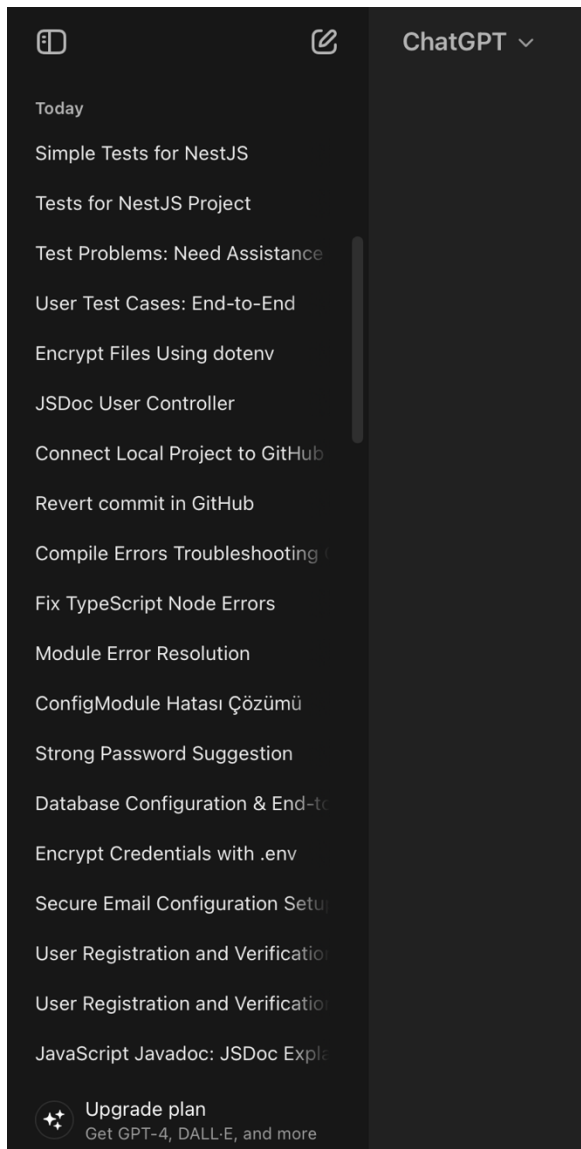 ChatGPT
Today
Simple Tests for NestJS
Tests for NestJS Project
Test Problems: Need Assistance
User Test Cases: End-to-End
Encrypt Files Using dotenv
JSDoc User Controller
Connect Local Project to GitHub
Revert commit in GitHub
Compile Errors Troubleshooting
Fix TypeScript Node Errors
Module Error Resolution
ConfigModule Hatası Çözümü
Strong Password Suggestion
Database Configuration & End-to
Encrypt Credentials with .env
Secure Email Configuration Setu
User Registration and Verificatio
User Registration and Verificatio
JavaScript Javadoc: JSDoc Expla
Upgrade plan
Get GPT-4, DALL·E, and more